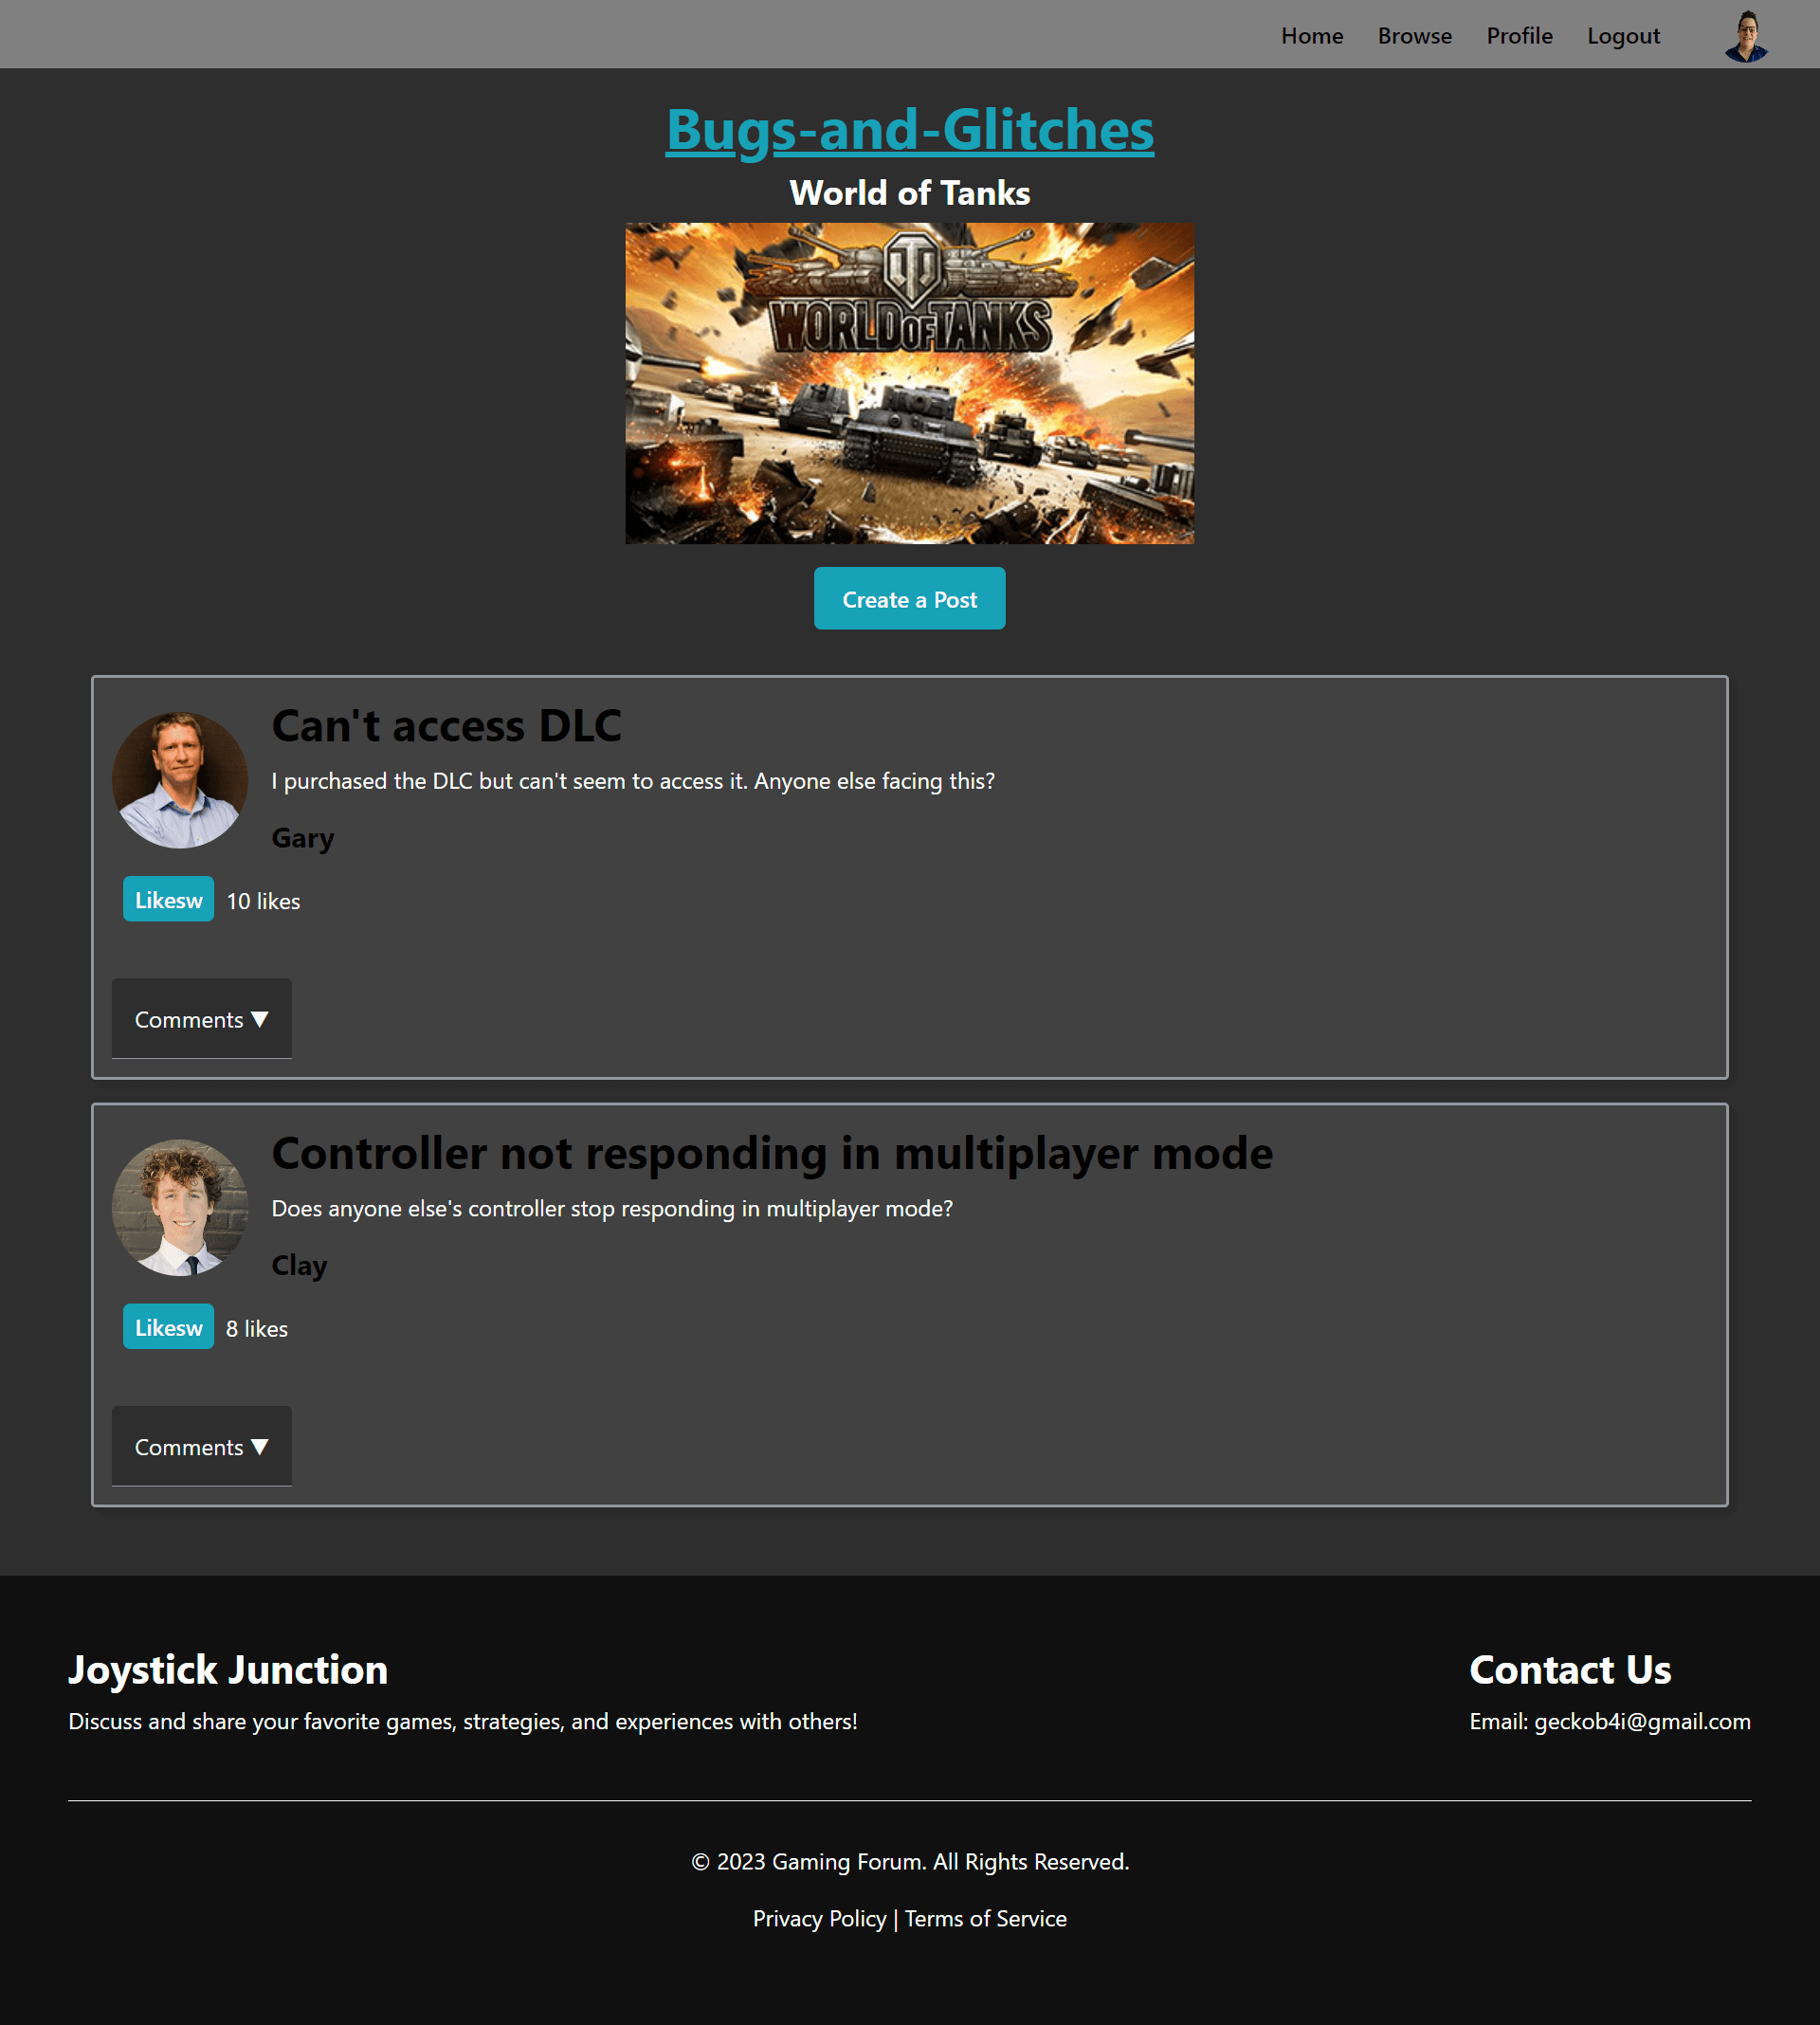 Home Browse Profile Logout
Bugs-and-Glitches
World of Tanks
WORLD OF TANKS
Create a Post
Can't access DLC
I purchased the DLC but can't seem to access it. Anyone else facing this?
Gary
Likesw 10 likes
Comments ▼
Controller not responding in multiplayer mode
Does anyone else's controller stop responding in multiplayer mode?
Clay
Likesw 8 likes
Comments ▼
Joystick Junction
Discuss and share your favorite games, strategies, and experiences with others!
Contact Us
Email: geckob4i@gmail.com
© 2023 Gaming Forum. All Rights Reserved.
Privacy Policy | Terms of Service